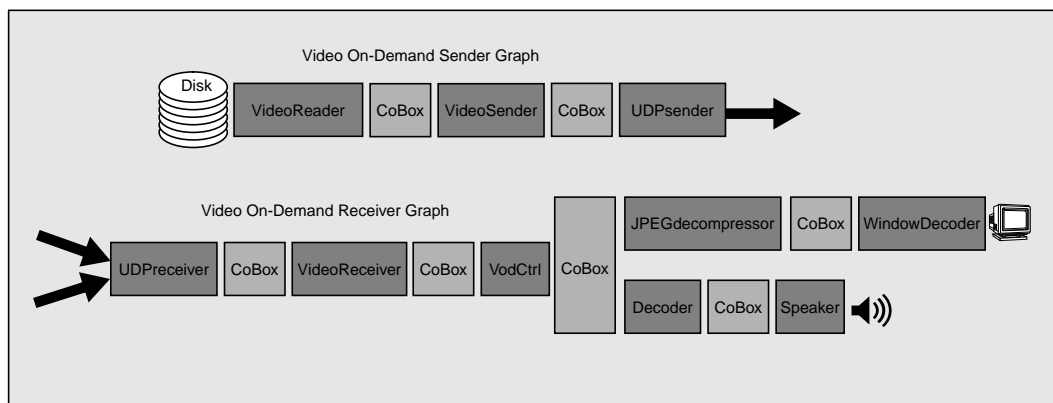 Video On-Demand Sender Graph
Disk
VideoReader
CoBox
VideoSender
CoBox
UDPsender
Video On-Demand Receiver Graph
UDPreceiver
CoBox
VideoReceiver
CoBox
VodCtrl
CoBox
JPEGdecompressor
CoBox
WindowDecoder
Decoder
CoBox
Speaker